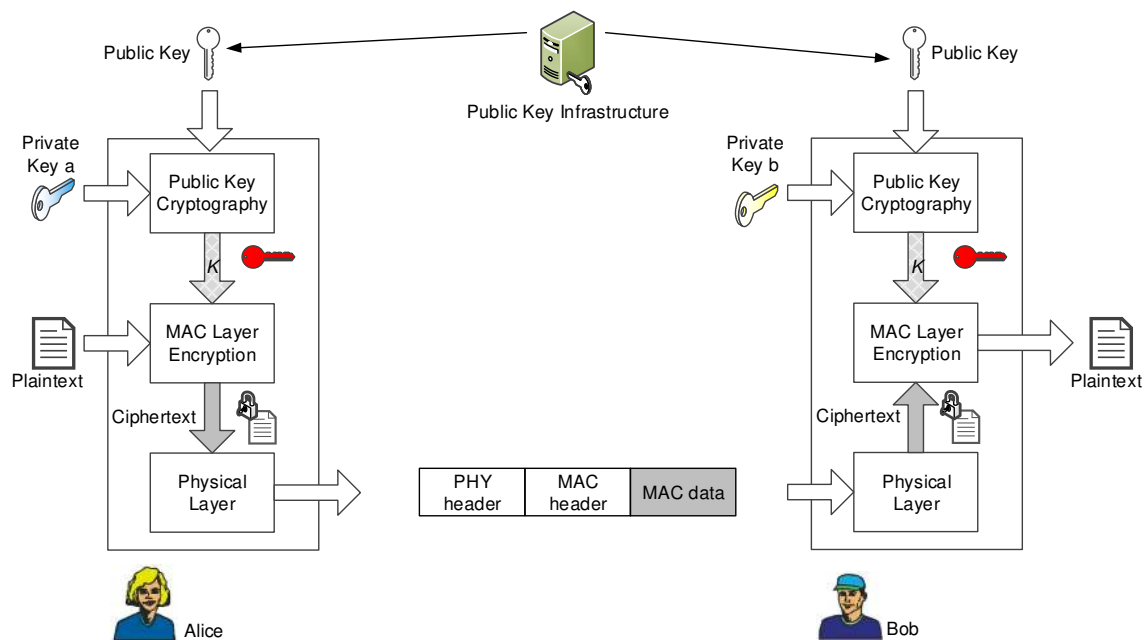 Public Key
Public Key
Public Key Infrastructure
Private
Key a
Public Key
Cryptography
K
Plaintext
MAC Layer
Encryption
Ciphertext
Physical
Layer
Alice
PHY
header
MAC
header
MAC data
Private
Key b
Public Key
Cryptography
K
MAC Layer
Encryption
Plaintext
Ciphertext
Physical
Layer
Bob